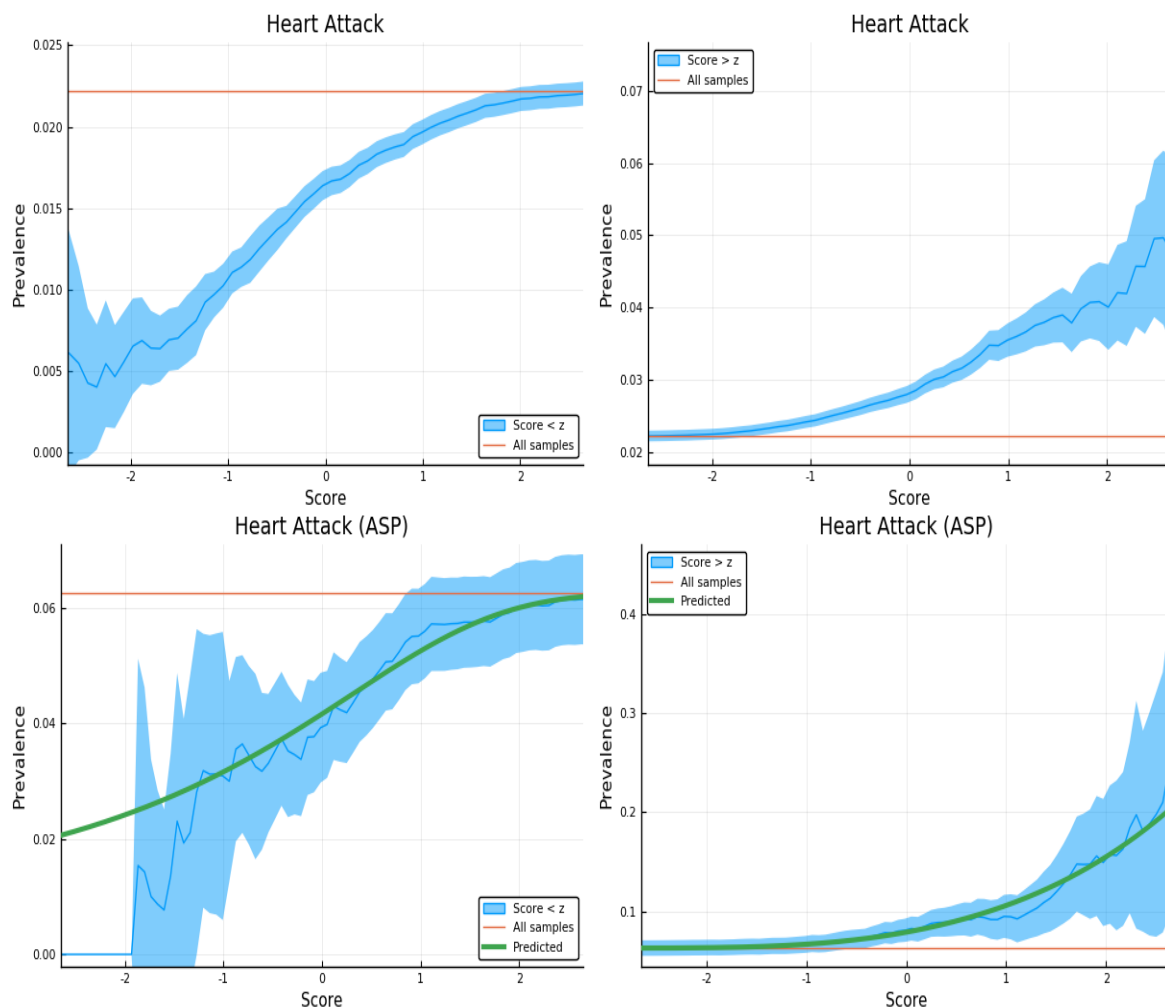 Heart Attack
0.025
0.020
0.015
0.010
0.005
0.000
Prevalence
-2 -1 0 1 2
Score
Score < z
All samples
Heart Attack
0.07
0.06
0.05
0.04
0.03
0.02
Prevalence
-2 -1 0 1 2
Score
Score > z
All samples
Heart Attack (ASP)
0.06
0.04
0.02
0.00
Prevalence
-2 -1 0 1 2
Score
Score < z
All samples
Predicted
Heart Attack (ASP)
0.4
0.3
0.2
0.1
Prevalence
-2 -1 0 1 2
Score
Score > z
All samples
Predicted